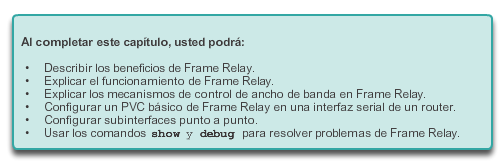 Al completar este capítulo, usted podrá:
• Describir los beneficios de Frame Relay.
• Explicar el funcionamiento de Frame Relay.
• Explicar los mecanismos de control de ancho de banda en Frame Relay.
• Configurar un PVC básico de Frame Relay en una interfaz serial de un router.
• Configurar subinterfaces punto a punto.
• Usar los comandos show y debug para resolver problemas de Frame Relay.